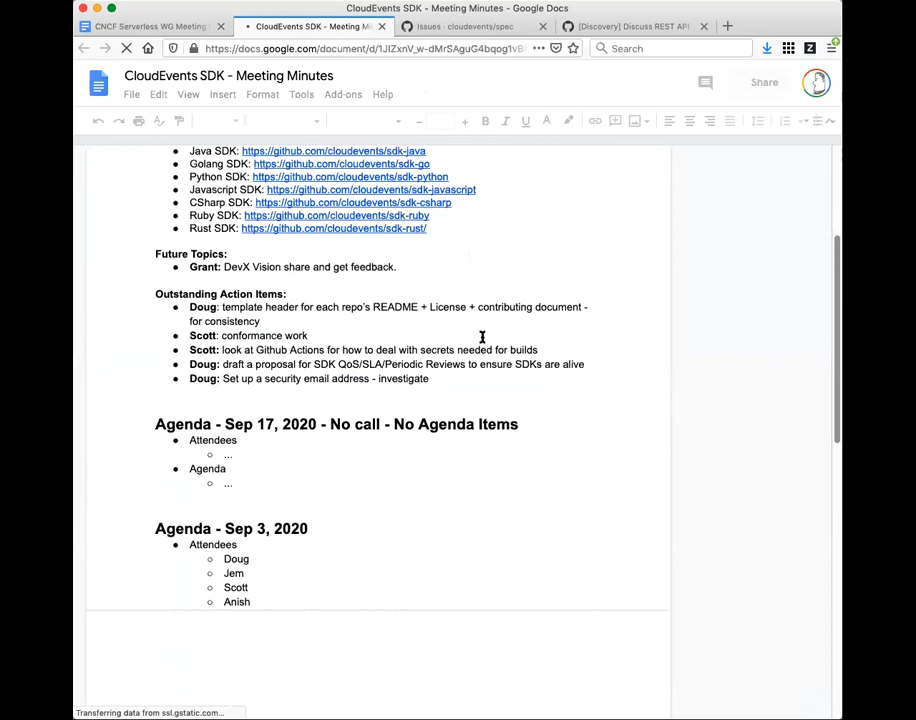 CloudEvents SDK - Meeting Minutes - Google Docs
CNCF Serverless WG Meeting
CloudEvents SDK - Meeting M
Issues · cloudevents/spec
[Discovery] Discuss REST API
https://docs.google.com/document/d/1JIZxnV_w-dMrSAguG4bqog1vB
Search
CloudEvents SDK - Meeting Minutes
Share
File Edit View Insert Format Tools Add-ons Help
● Java SDK: https://github.com/cloudevents/sdk-java
● Golang SDK: https://github.com/cloudevents/sdk-go
● Python SDK: https://github.com/cloudevents/sdk-python
● Javascript SDK: https://github.com/cloudevents/sdk-javascript
● CSharp SDK: https://github.com/cloudevents/sdk-csharp
● Ruby SDK: https://github.com/cloudevents/sdk-ruby
● Rust SDK: https://github.com/cloudevents/sdk-rust/
Future Topics:
● Grant: DevX Vision share and get feedback.
Outstanding Action Items:
● Doug: template header for each repo's README + License + contributing document -
for consistency
● Scott: conformance work
● Scott: look at Github Actions for how to deal with secrets needed for builds
● Doug: draft a proposal for SDK QoS/SLA/Periodic Reviews to ensure SDKs are alive
● Doug: Set up a security email address - investigate
Agenda - Sep 17, 2020 - No call - No Agenda Items
● Attendees
○ ...
● Agenda
○ ...
Agenda - Sep 3, 2020
● Attendees
○ Doug
○ Jem
○ Scott
○ Anish
Transferring data from ssl.gstatic.com...